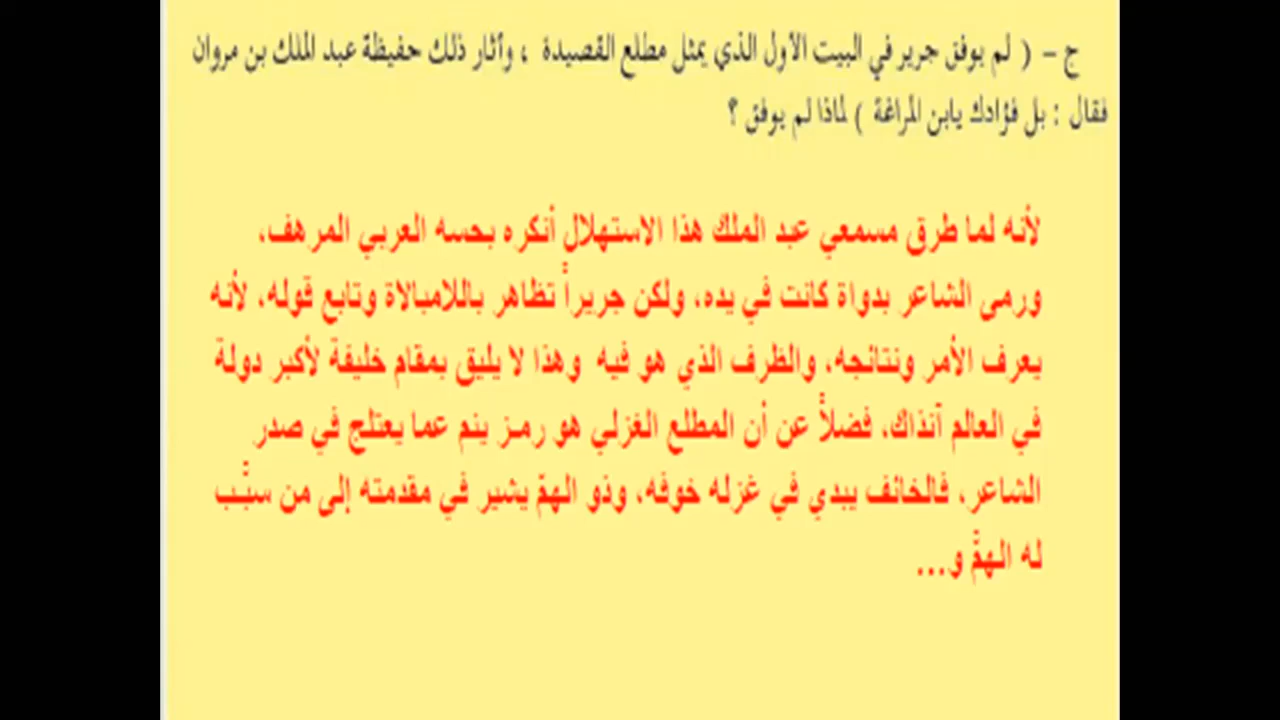 ج – ( لم يوفق جرير في البيت الأول الذي يمثل مطلع القصيدة ، وأثار ذلك حفيظة عبد الملك بن مروان
فقال : بل فؤادك يابن المراغة ) لماذا لم يوفق ؟
لأنه لما طرق مسمعي عبد الملك هذا الاستهلال أنكره بحسه العربي المرهف،
ورمى الشاعر بدواة كانت في يده، ولكن جريراً تظاهر باللامبالاة وتابع قوله، لأنه
يعرف الأمر ونتائجه، والظرف الذي هو فيه وهذا لا يليق بمقام خليفة لأكبر دولة
في العالم آنذاك، فضلاً عن أن المطلع الغزلي هو رمـز ينم عما يعتلج في صدر
الشاعر، فالخائف يبدي في غزله خوفه، وذو الهمّ يشير في مقدمته إلى من سبَّب
له الهمَّ و...